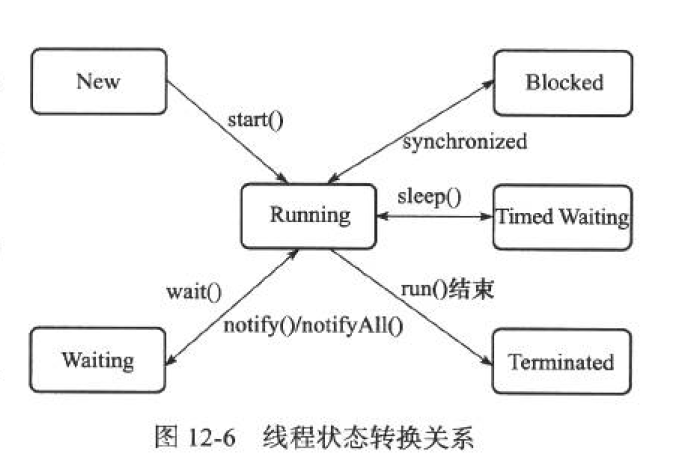 New
Blocked
start()
synchronized
Running
sleep()
Timed Waiting
wait()
run()结束
notify()/notifyAll()
Waiting
Terminated
图 12-6 线程状态转换关系